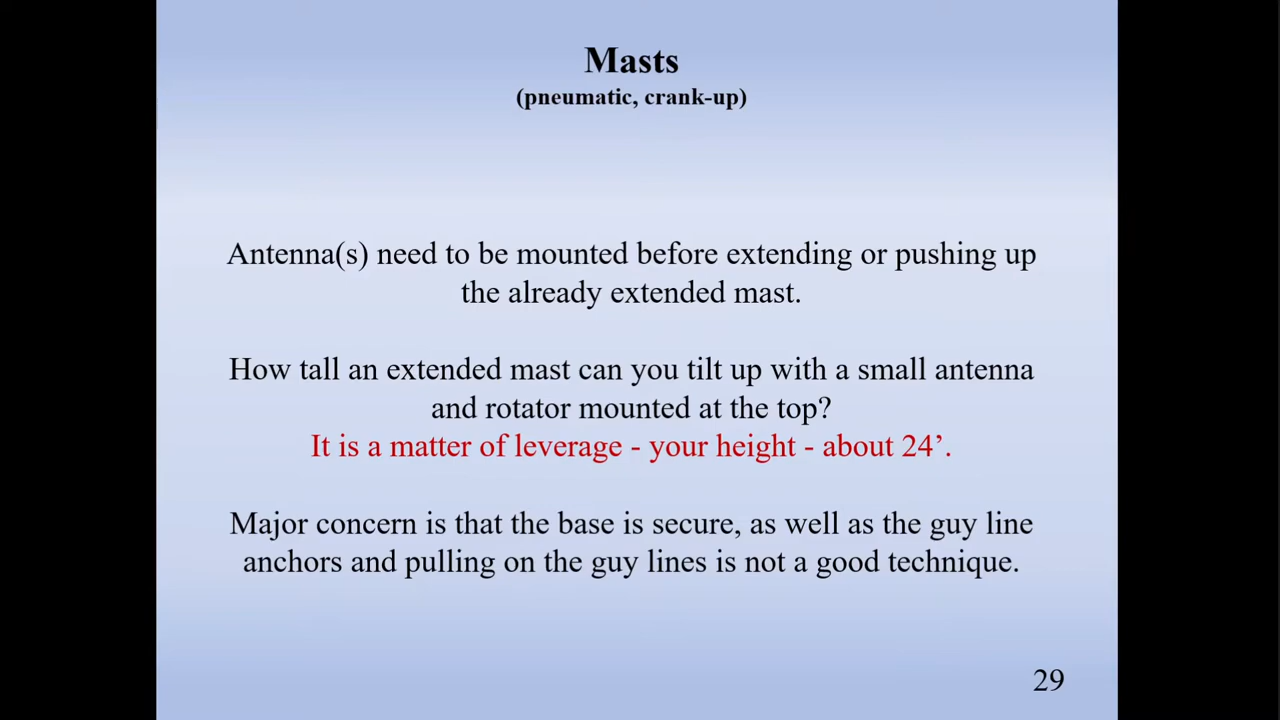 Masts
(pneumatic, crank-up)
Antenna(s) need to be mounted before extending or pushing up
the already extended mast.
How tall an extended mast can you tilt up with a small antenna
and rotator mounted at the top?
It is a matter of leverage - your height - about 24’.
Major concern is that the base is secure, as well as the guy line
anchors and pulling on the guy lines is not a good technique.
29